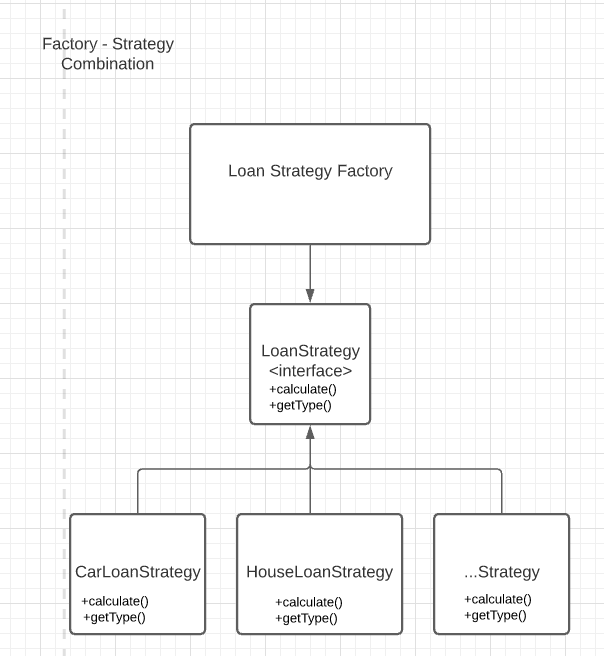 Factory - Strategy
Combination
Loan Strategy Factory
LoanStrategy
<interface>
+calculate()
+getType()
CarLoanStrategy
+calculate()
+getType()
HouseLoanStrategy
+calculate()
+getType()
...Strategy
+calculate()
+getType()